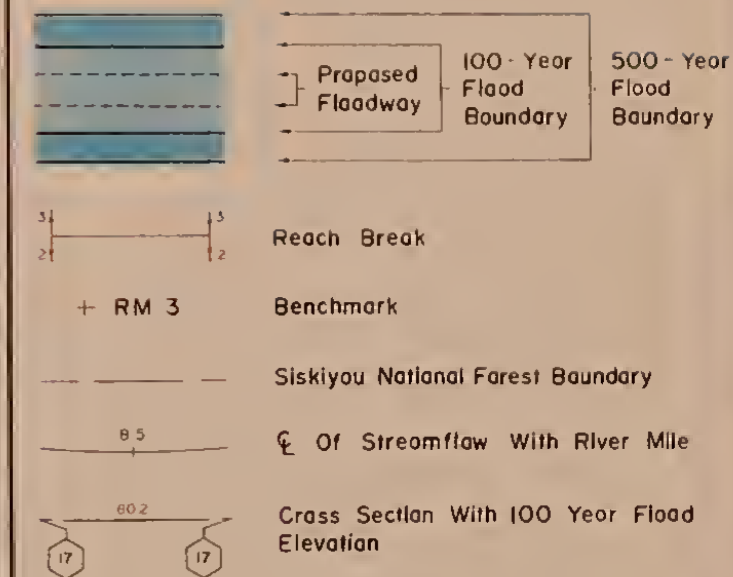 Proposed
Floodway
100-Year
Flood
Boundary
500-Year
Flood
Boundary
3 3
2 2
Reach Break
+ RM 3 Benchmark
Siskiyou National Forest Boundary
8.5
℄ Of Streamflow With River Mile
80.2
17 17
Cross Section With 100 Year Flood
Elevation